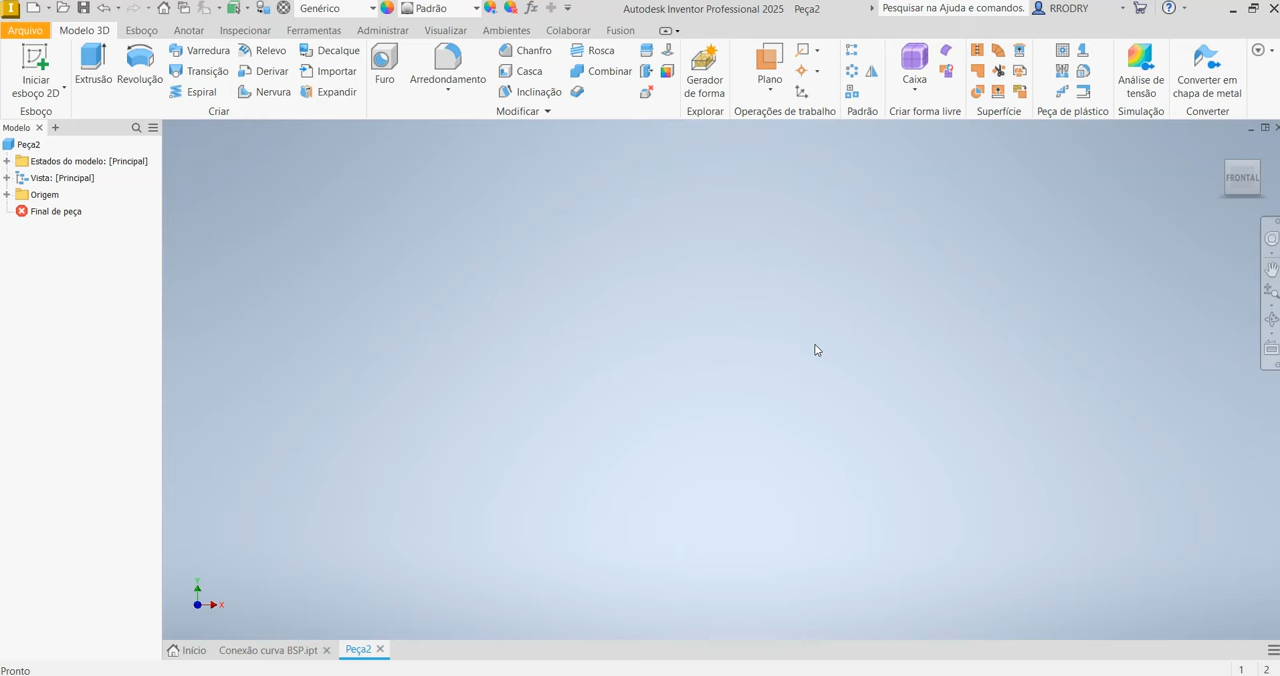 Genérico Padrão Autodesk Inventor Professional 2025 Peça2 Pesquisar na Ajuda e comandos. RRODRY
Arquivo Modelo 3D Esboço Anotar Inspecionar Ferramentas Administrar Visualizar Ambientes Colaborar Fusion
Iniciar esboço 2D
Extrusão
Revolução
Varredura Relevo Decalque
Transição Derivar Importar
Espiral Nervura Expandir
Furo
Arredondamento
Chanfro Rosca
Casca Combinar
Inclinação
Gerador de forma
Plano
Caixa
Análise de tensão
Converter em chapa de metal
Esboço Criar Modificar Explorar Operações de trabalho Padrão Criar forma livre Superfície Peça de plástico Simulação Converter
Modelo
Peça2
Estados do modelo: [Principal]
Vista: [Principal]
Origem
Final de peça
FRONTAL
Y
X
Início Conexão curva BSP.ipt Peça2
Pronto 1 2